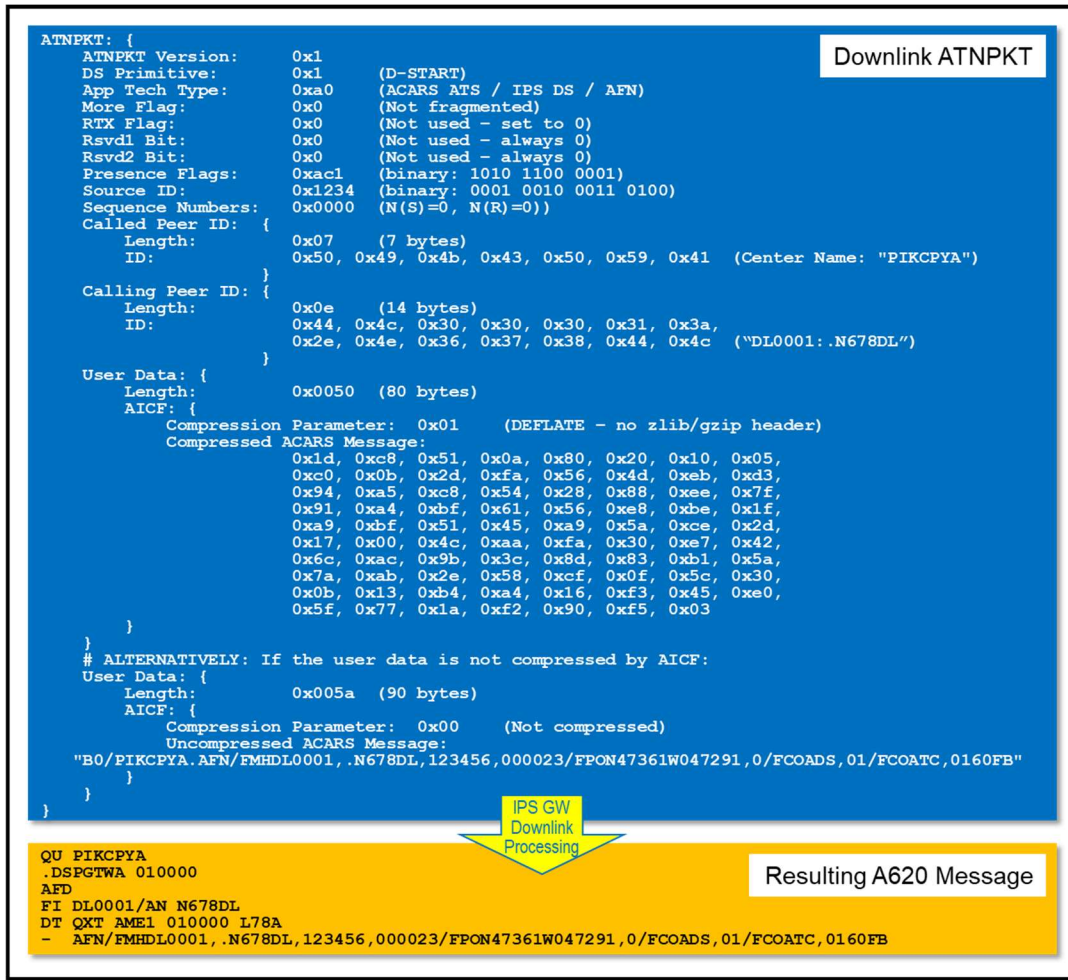 ATNPKT: {
Downlink ATNPKT
ATNPKT Version: 0x1
DS Primitive: 0x1 (D-START)
App Tech Type: 0xa0 (ACARS ATS / IPS DS / AFN)
More Flag: 0x0 (Not fragmented)
RTX Flag: 0x0 (Not used – set to 0)
Rsvd1 Bit: 0x0 (Not used – always 0)
Rsvd2 Bit: 0x0 (Not used – always 0)
Presence Flags: 0xac1 (binary: 1010 1100 0001)
Source ID: 0x1234 (binary: 0001 0010 0011 0100)
Sequence Numbers: 0x0000 (N(S)=0, N(R)=0))
Called Peer ID: {
Length: 0x07 (7 bytes)
ID: 0x50, 0x49, 0x4b, 0x43, 0x50, 0x59, 0x41 (Center Name: "PIKCPYA")
}
Calling Peer ID: {
Length: 0x0e (14 bytes)
ID: 0x44, 0x4c, 0x30, 0x30, 0x30, 0x31, 0x3a,
0x2e, 0x4e, 0x36, 0x37, 0x38, 0x44, 0x4c (“DL0001:.N678DL”)
}
User Data: {
Length: 0x0050 (80 bytes)
AICF: {
Compression Parameter: 0x01 (DEFLATE – no zlib/gzip header)
Compressed ACARS Message:
0x1d, 0xc8, 0x51, 0x0a, 0x80, 0x20, 0x10, 0x05,
0xc0, 0x0b, 0x2d, 0xfa, 0x56, 0x4d, 0xeb, 0xd3,
0x94, 0xa5, 0xc8, 0x54, 0x28, 0x88, 0xee, 0x7f,
0x91, 0xa4, 0xbf, 0x61, 0x56, 0xe8, 0xbe, 0x1f,
0xa9, 0xbf, 0x51, 0x45, 0xa9, 0x5a, 0xce, 0x2d,
0x17, 0x00, 0x4c, 0xaa, 0xfa, 0x30, 0xe7, 0x42,
0x6c, 0xac, 0x9b, 0x3c, 0x8d, 0x83, 0xb1, 0x5a,
0x7a, 0xab, 0x2e, 0x58, 0xcf, 0x0f, 0x5c, 0x30,
0x0b, 0x13, 0xb4, 0xa4, 0x16, 0xf3, 0x45, 0xe0,
0x5f, 0x77, 0x1a, 0xf2, 0x90, 0xf5, 0x03
}
}
# ALTERNATIVELY: If the user data is not compressed by AICF:
User Data: {
Length: 0x005a (90 bytes)
AICF: {
Compression Parameter: 0x00 (Not compressed)
Uncompressed ACARS Message:
"B0/PIKCPYA.AFN/FMHDL0001,.N678DL,123456,000023/FPON47361W047291,0/FCOADS,01/FCOATC,0160FB"
}
}
}
IPS GW
Downlink
Processing
QU PIKCPYA
.DSPGTWA 010000
AFD
FI DL0001/AN N678DL
DT QXT AME1 010000 L78A
- AFN/FMHDL0001,.N678DL,123456,000023/FPON47361W047291,0/FCOADS,01/FCOATC,0160FB
Resulting A620 Message